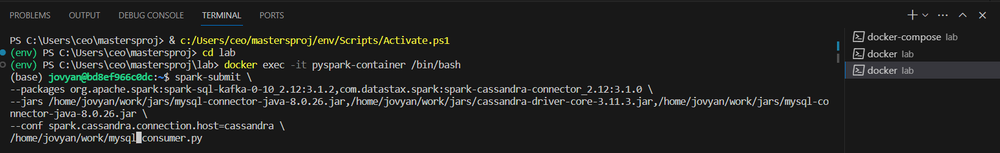 PROBLEMS OUTPUT DEBUG CONSOLE TERMINAL PORTS
PS C:\Users\ceo\mastersproj> & c:/Users/ceo/mastersproj/env/Scripts/Activate.ps1
(env) PS C:\Users\ceo\mastersproj> cd lab
(env) PS C:\Users\ceo\mastersproj\lab> docker exec -it pyspark-container /bin/bash
(base) jovyan@bd8ef966c0dc:~$ spark-submit \
--packages org.apache.spark:spark-sql-kafka-0-10_2.12:3.1.2,com.datastax.spark:spark-cassandra-connector_2.12:3.1.0 \
--jars /home/jovyan/work/jars/mysql-connector-java-8.0.26.jar,/home/jovyan/work/jars/cassandra-driver-core-3.11.3.jar,/home/jovyan/work/jars/mysql-co
nnector-java-8.0.26.jar \
--conf spark.cassandra.connection.host=cassandra \
/home/jovyan/work/mysql consumer.py
docker-compose lab
docker lab
docker lab